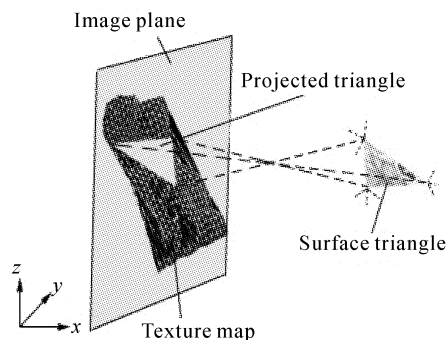 Image plane
Projected triangle
Surface triangle
z
y
x
Texture map